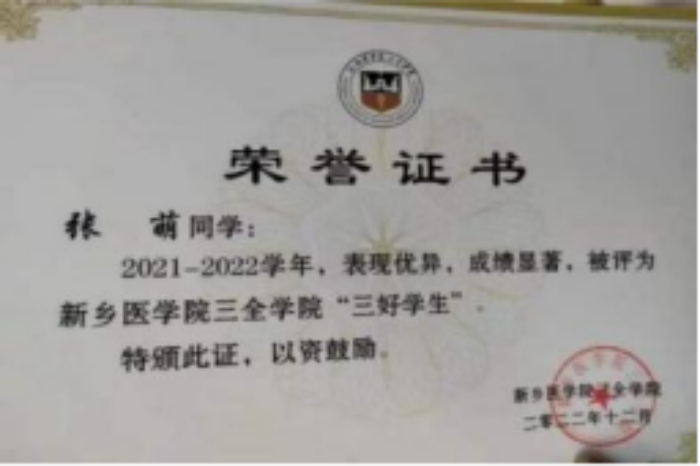 荣誉证书
张 萌同学：
2021-2022学年，表现优异，成绩显著，被评为
新乡医学院三全学院“三好学生”.
特颁此证，以资鼓励。
新乡医学院三全学院
二零二二年十二月